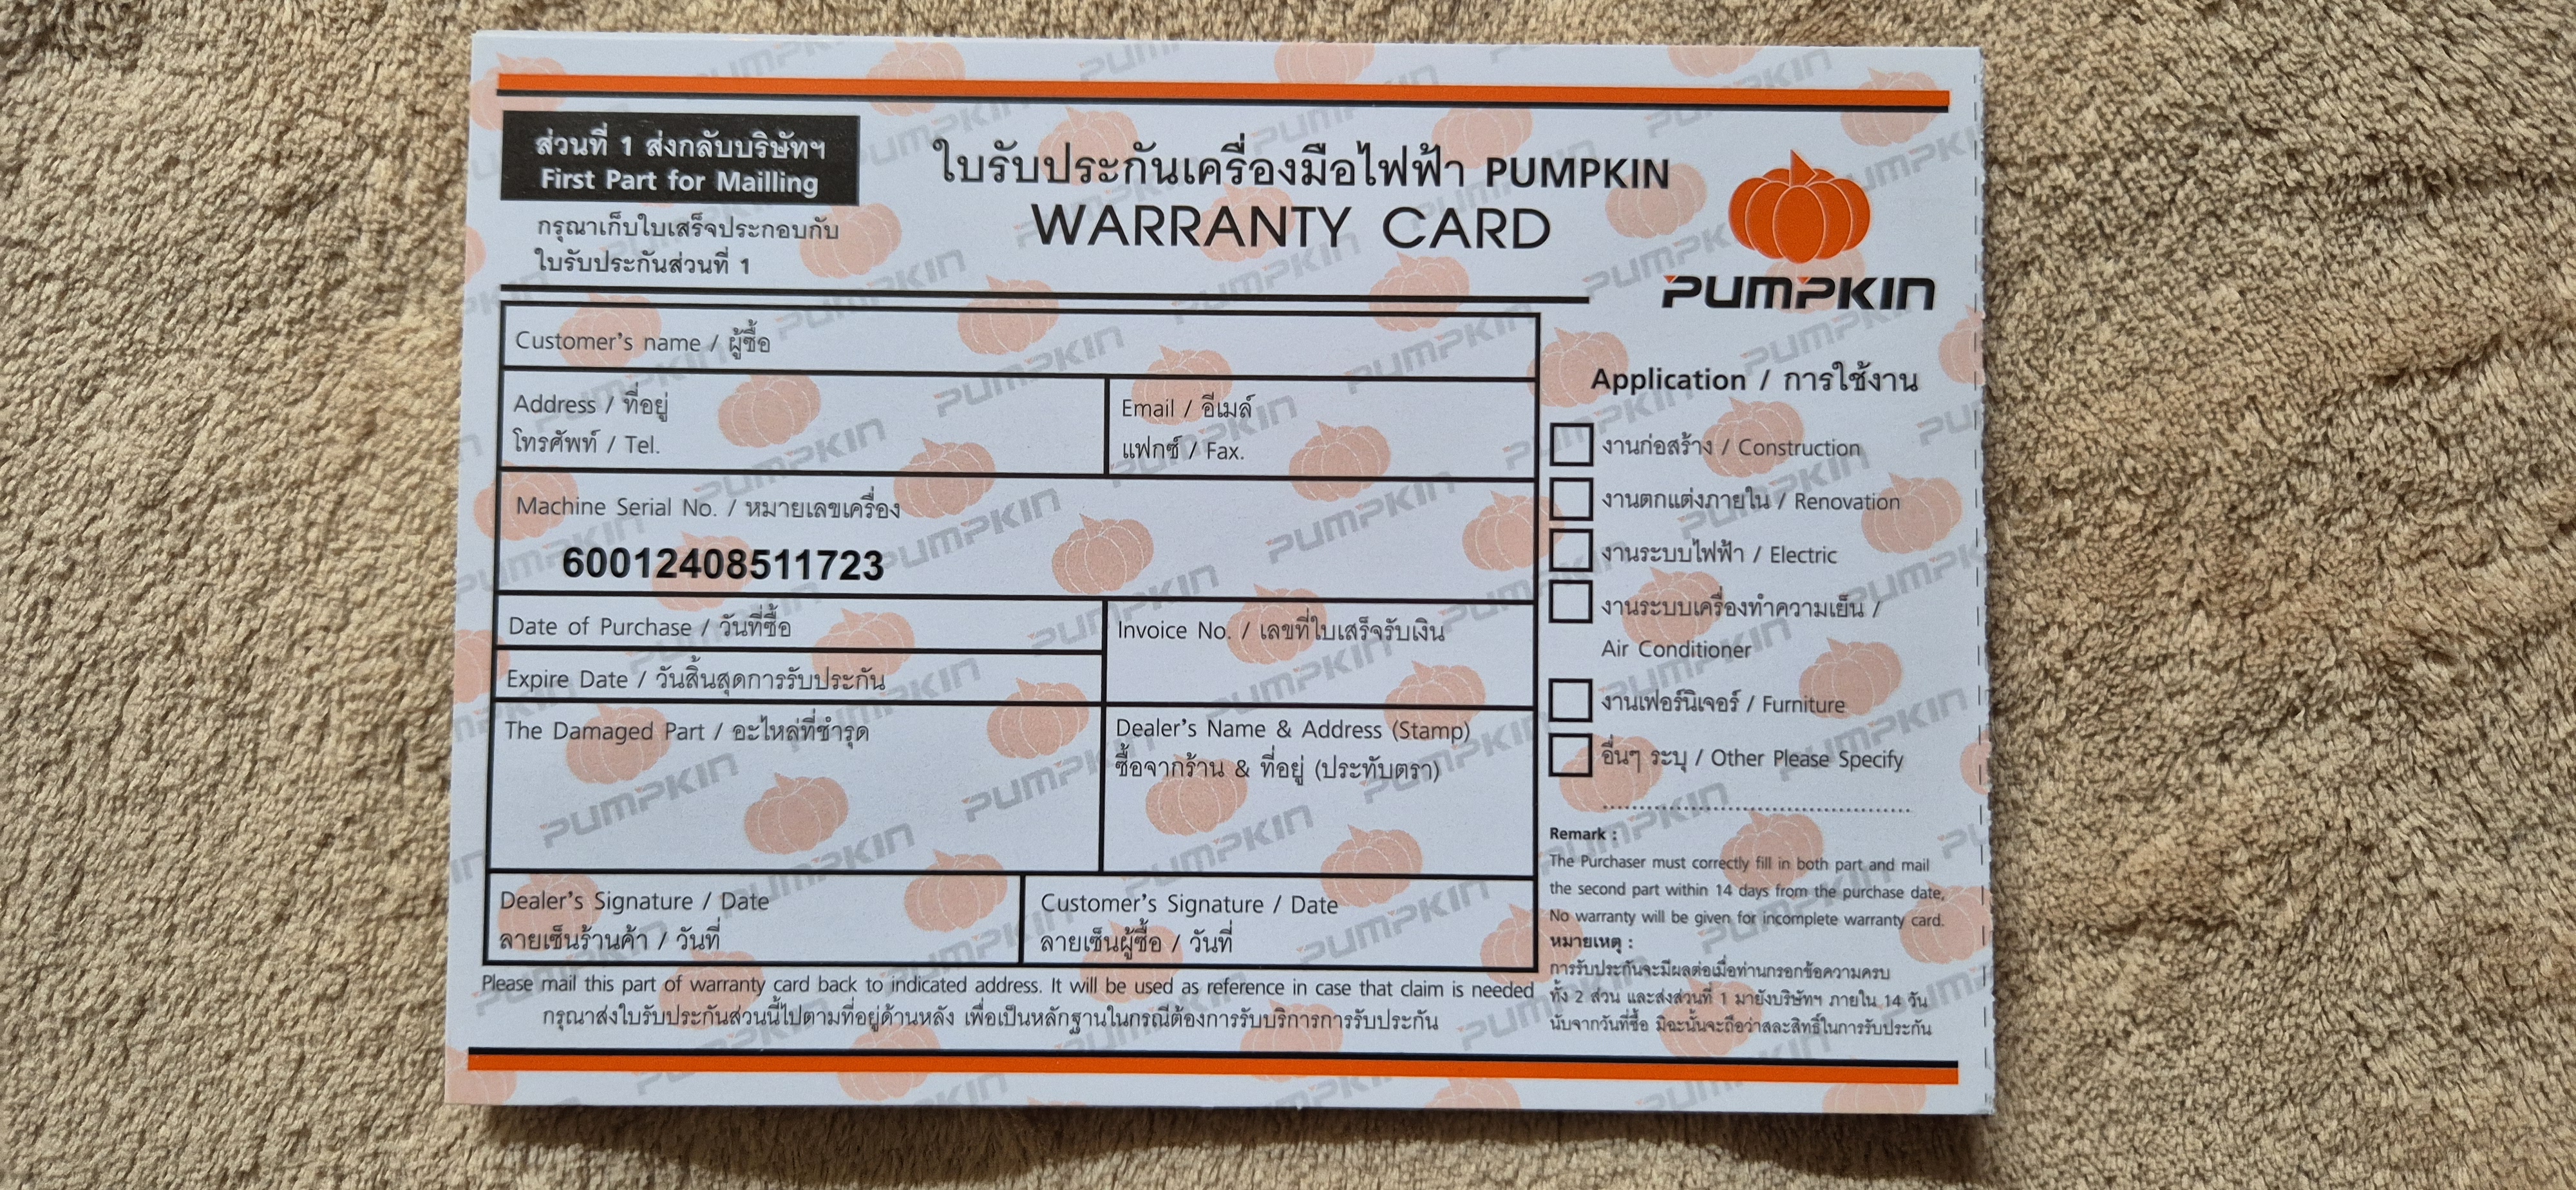 ส่วนที่ 1 ส่งกลับบริษัทฯ
First Part for Mailling
กรุณาเก็บใบเสร็จประกอบกับ
ใบรับประกันส่วนที่ 1
ใบรับประกันเครื่องมือไฟฟ้า PUMPKIN
WARRANTY CARD
PUMPKIN
Customer's name / ผู้ซื้อ
Address / ที่อยู่
โทรศัพท์ / Tel.
Email / อีเมล์
แฟกซ์ / Fax.
Machine Serial No. / หมายเลขเครื่อง
60012408511723
Date of Purchase / วันที่ซื้อ
Expire Date / วันสิ้นสุดการรับประกัน
Invoice No. / เลขที่ใบเสร็จรับเงิน
The Damaged Part / อะไหล่ที่ชำรุด
Dealer's Name & Address (Stamp)
ซื้อจากร้าน & ที่อยู่ (ประทับตรา)
Dealer's Signature / Date
ลายเซ็นร้านค้า / วันที่
Customer's Signature / Date
ลายเซ็นผู้ซื้อ / วันที่
Please mail this part of warranty card back to indicated address. It will be used as reference in case that claim is needed
กรุณาส่งใบรับประกันส่วนนี้ไปตามที่อยู่ด้านหลัง เพื่อเป็นหลักฐานในกรณีต้องการรับบริการการรับประกัน
Application / การใช้งาน
งานก่อสร้าง / Construction
งานตกแต่งภายใน / Renovation
งานระบบไฟฟ้า / Electric
งานระบบเครื่องทำความเย็น /
Air Conditioner
งานเฟอร์นิเจอร์ / Furniture
อื่นๆ ระบุ / Other Please Specify
Remark :
The Purchaser must correctly fill in both part and mail
the second part within 14 days from the purchase date,
No warranty will be given for incomplete warranty card.
หมายเหตุ :
การรับประกันจะมีผลต่อเมื่อท่านกรอกข้อความครบ
ทั้ง 2 ส่วน และส่งส่วนที่ 1 มายังบริษัทฯ ภายใน 14 วัน
นับจากวันที่ซื้อ มิฉะนั้นจะถือว่าสละสิทธิ์ในการรับประกัน